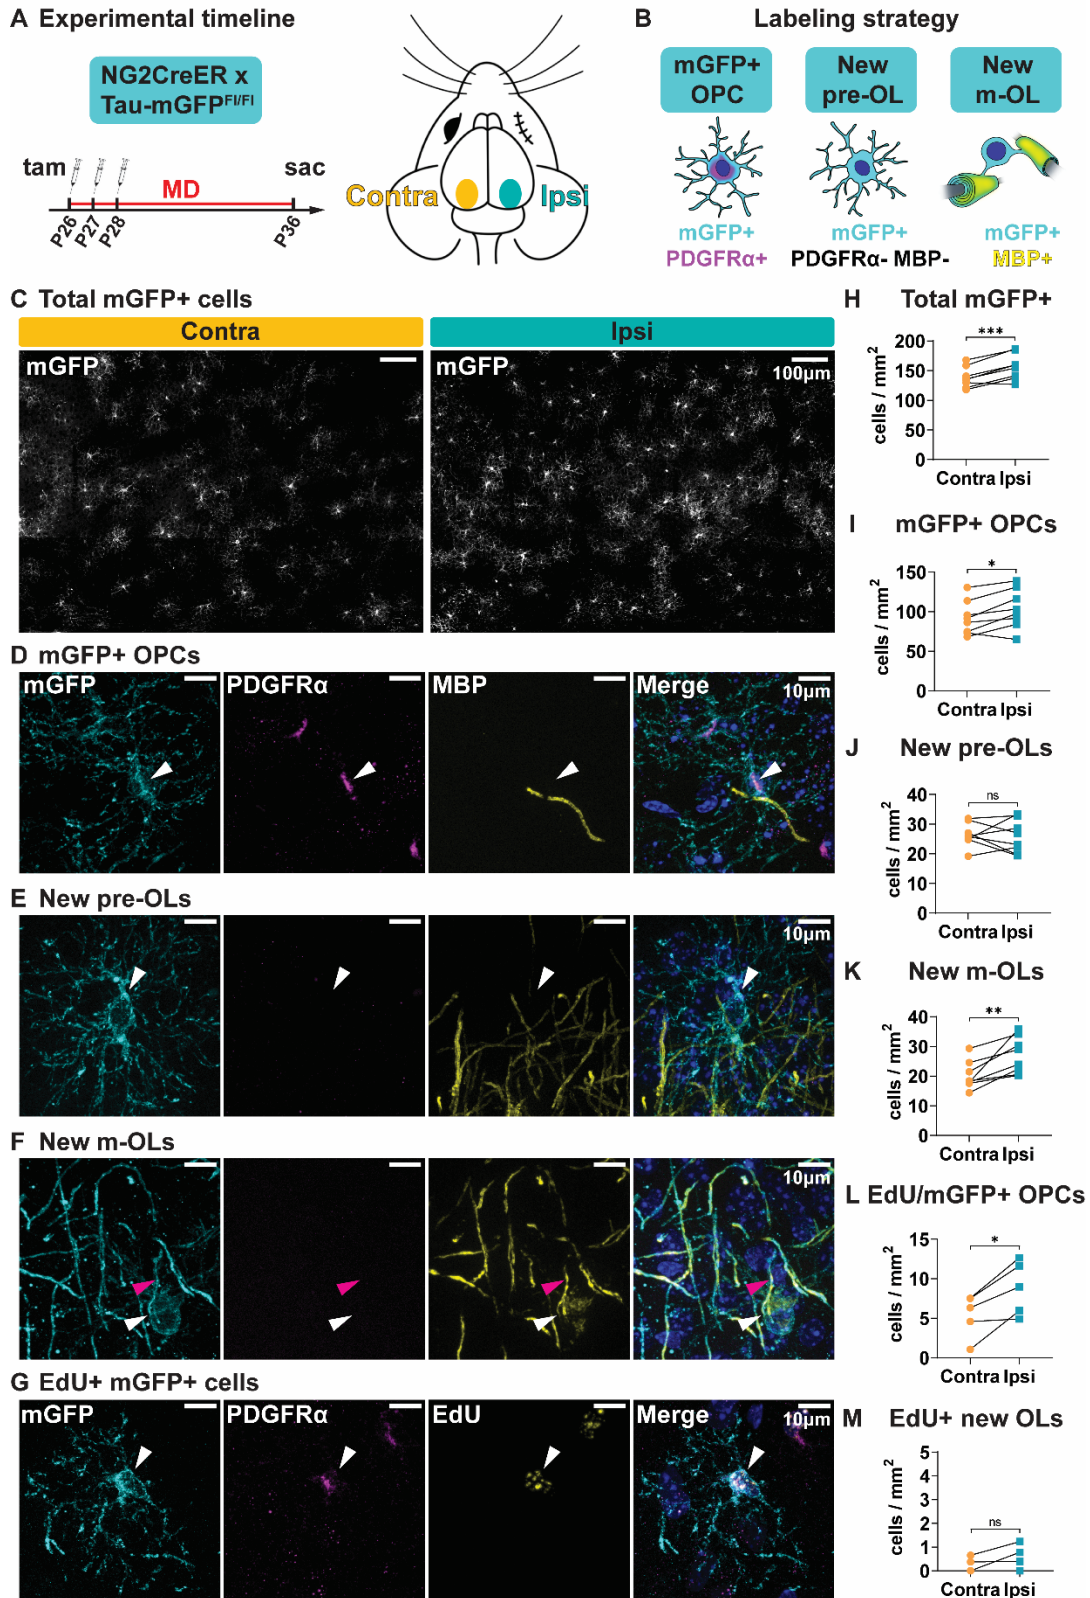 A Experimental timeline
NG2CreER x
Tau-mGFPFl/Fl
tam
MD
sac
P26
P27
P28
P36
Contra
Ipsi
B Labeling strategy
mGFP+
OPC
New
pre-OL
New
m-OL
mGFP+
PDGFRα+
mGFP+
PDGFRα- MBP-
mGFP+
MBP+
C Total mGFP+ cells
Contra
Ipsi
mGFP
mGFP
100µm
D mGFP+ OPCs
mGFP
PDGFRα
MBP
Merge
10µm
E New pre-OLs
10µm
F New m-OLs
10µm
G EdU+ mGFP+ cells
mGFP
PDGFRα
EdU
Merge
10µm
H Total mGFP+
***
cells / mm2
200
150
100
50
0
Contra Ipsi
I mGFP+ OPCs
*
cells / mm2
150
100
50
0
Contra Ipsi
J New pre-OLs
ns
cells / mm2
40
30
20
10
0
Contra Ipsi
K New m-OLs
**
cells / mm2
40
30
20
10
0
Contra Ipsi
L EdU/mGFP+ OPCs
*
cells / mm2
15
10
5
0
Contra Ipsi
M EdU+ new OLs
ns
cells / mm2
5
4
3
2
1
0
Contra Ipsi